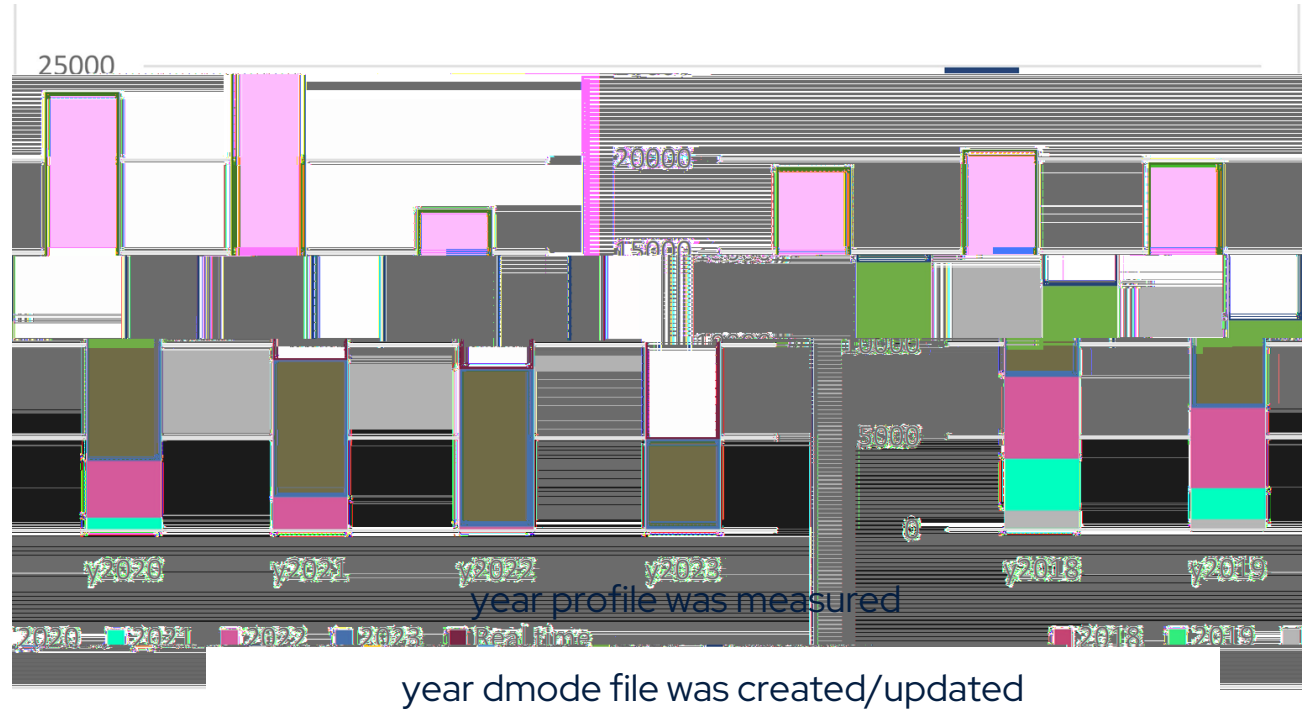 25000
20000
15000
5000
0
y2020 y2021 y2022 y2023 y2018 y2019
year profile was measured
2020 2021 2022 2023 Real time 2018 2019
year dmode file was created/updated